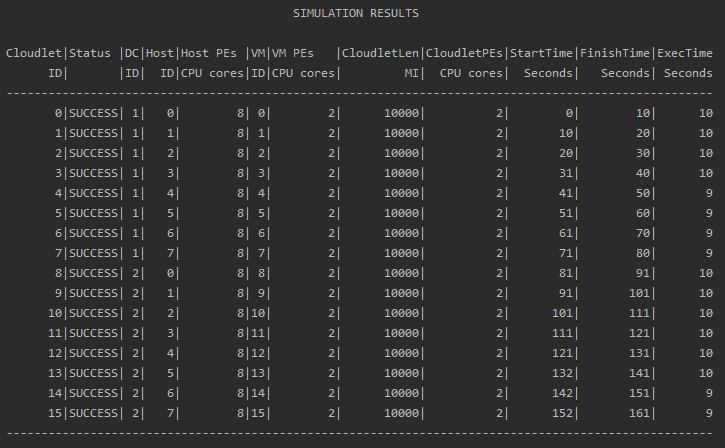 SIMULATION RESULTS
Cloudlet|Status |DC|Host|Host PEs |VM|VM PEs   |CloudletLen|CloudletPEs|StartTime|FinishTime|ExecTime
      ID|       |ID|  ID|CPU cores|ID|CPU cores|         MI|  CPU cores|  Seconds|   Seconds| Seconds
-----------------------------------------------------------------------------------------------------
       0|SUCCESS| 1|   0|        8| 0|        2|      10000|          2|        0|        10|      10
       1|SUCCESS| 1|   1|        8| 1|        2|      10000|          2|       10|        20|      10
       2|SUCCESS| 1|   2|        8| 2|        2|      10000|          2|       20|        30|      10
       3|SUCCESS| 1|   3|        8| 3|        2|      10000|          2|       31|        40|      10
       4|SUCCESS| 1|   4|        8| 4|        2|      10000|          2|       41|        50|       9
       5|SUCCESS| 1|   5|        8| 5|        2|      10000|          2|       51|        60|       9
       6|SUCCESS| 1|   6|        8| 6|        2|      10000|          2|       61|        70|       9
       7|SUCCESS| 1|   7|        8| 7|        2|      10000|          2|       71|        80|       9
       8|SUCCESS| 2|   0|        8| 8|        2|      10000|          2|       81|        91|      10
       9|SUCCESS| 2|   1|        8| 9|        2|      10000|          2|       91|       101|      10
      10|SUCCESS| 2|   2|        8|10|        2|      10000|          2|      101|       111|      10
      11|SUCCESS| 2|   3|        8|11|        2|      10000|          2|      111|       121|      10
      12|SUCCESS| 2|   4|        8|12|        2|      10000|          2|      121|       131|      10
      13|SUCCESS| 2|   5|        8|13|        2|      10000|          2|      132|       141|      10
      14|SUCCESS| 2|   6|        8|14|        2|      10000|          2|      142|       151|       9
      15|SUCCESS| 2|   7|        8|15|        2|      10000|          2|      152|       161|       9
-----------------------------------------------------------------------------------------------------